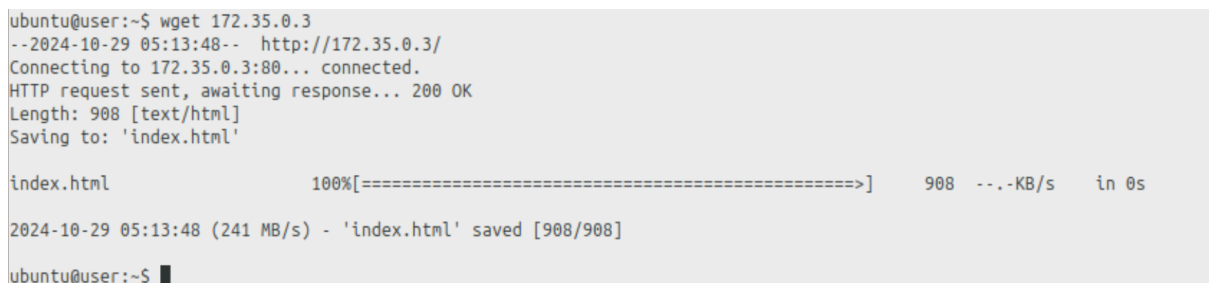 ubuntu@user:~$ wget 172.35.0.3
--2024-10-29 05:13:48--  http://172.35.0.3/
Connecting to 172.35.0.3:80... connected.
HTTP request sent, awaiting response... 200 OK
Length: 908 [text/html]
Saving to: 'index.html'
index.html                    100%[=================================================>]     908  --.-KB/s    in 0s
2024-10-29 05:13:48 (241 MB/s) - 'index.html' saved [908/908]
ubuntu@user:~$